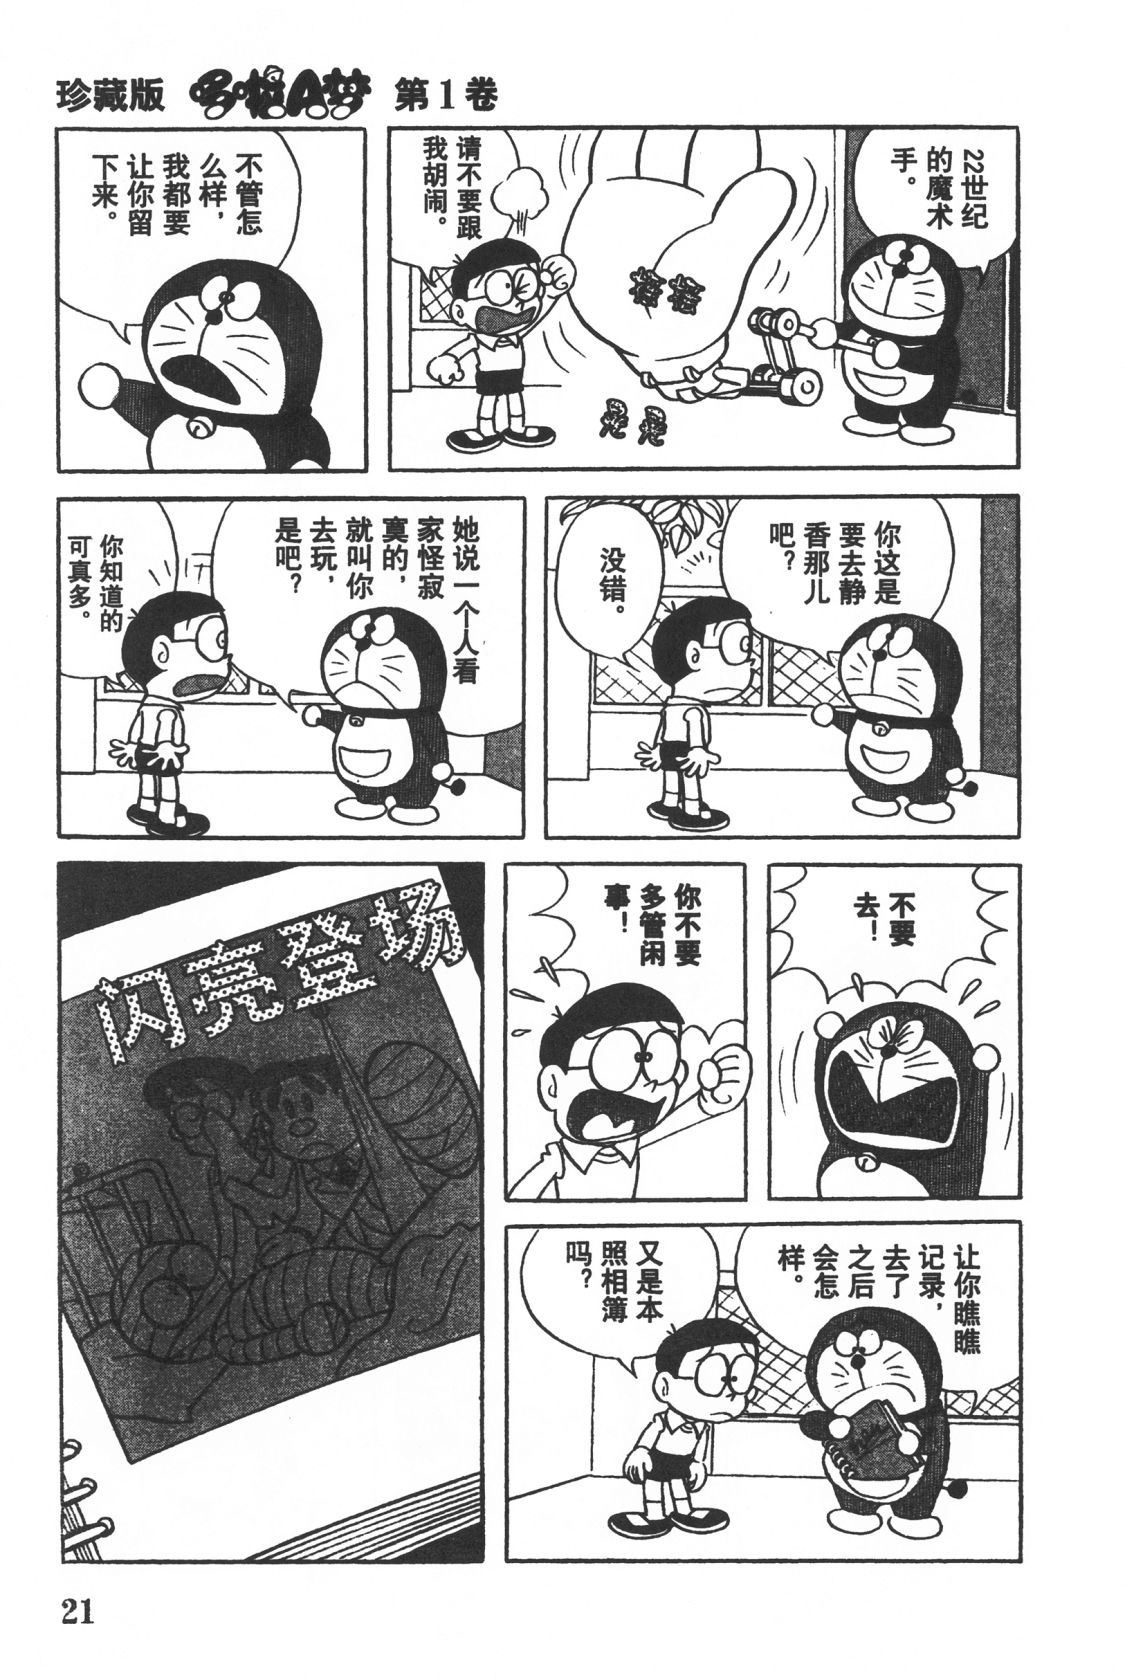 珍藏版 哆啦A梦 第1卷
22世纪
的魔术
手。
请不要跟
我胡闹。
不管怎
么样，
我都要
让你留
下来。
你这是
要去静
香那儿
吧？
没错。
她说一个人看
家怪寂
寞的，
就叫你
去玩，
是吧？
你知道的
可真多。
不要
去！
你不要
多管闲
事！
让你瞧瞧
记录，
去了
之后
会怎
样。
又是本
照相簿
吗？
闪亮登场
21